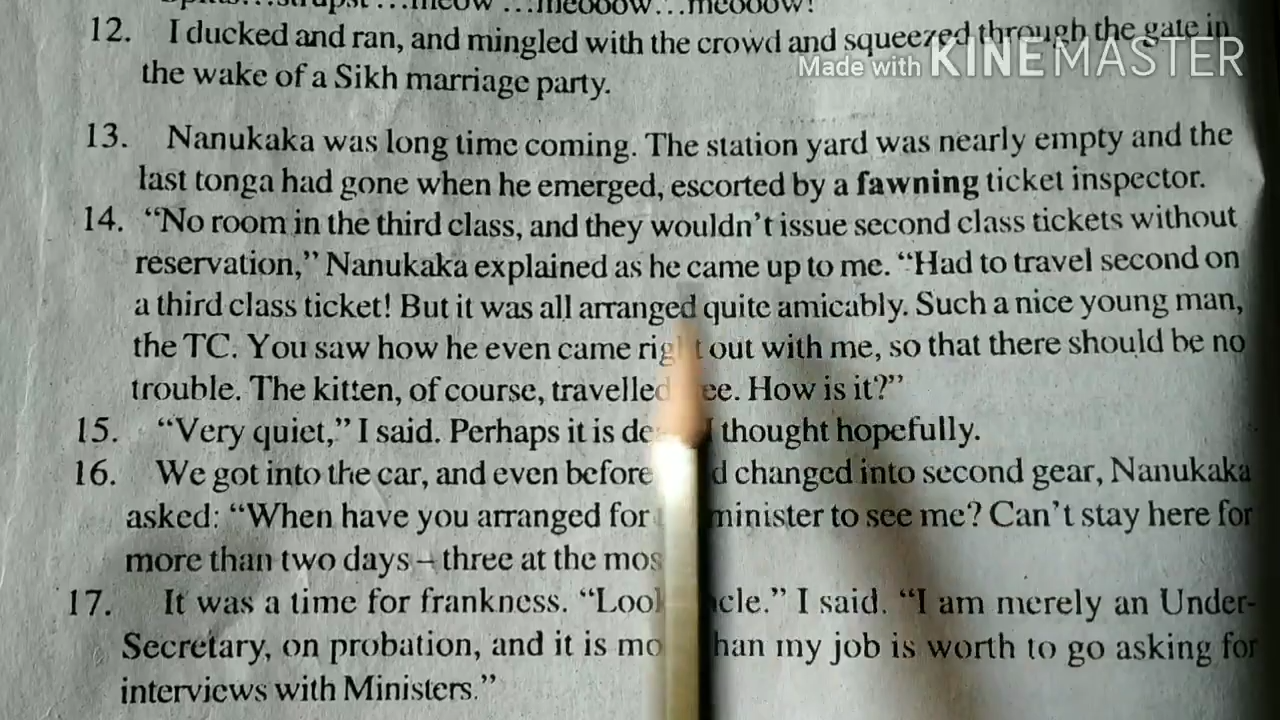 ...meow ...meooow...meooow!
12. I ducked and ran, and mingled with the crowd and squeezed through the gate in
Made with KINEMASTER
the wake of a Sikh marriage party.
13. Nanukaka was long time coming. The station yard was nearly empty and the
last tonga had gone when he emerged, escorted by a fawning ticket inspector.
14. “No room in the third class, and they wouldn’t issue second class tickets without
reservation,” Nanukaka explained as he came up to me. “Had to travel second on
a third class ticket! But it was all arranged quite amicably. Such a nice young man,
the TC. You saw how he even came right out with me, so that there should be no
trouble. The kitten, of course, travelled How is it?”
15. “Very quiet,” I said. Perhaps it is I thought hopefully.
16. We got into the car, and even before changed into second gear, Nanukaka
asked: “When have you arranged for minister to see me? Can’t stay here for
more than two days – three at the
17. It was a time for frankness. I said. “I am merely an Under-
Secretary, on probation, and it is my job is worth to go asking for
interviews with Ministers.”